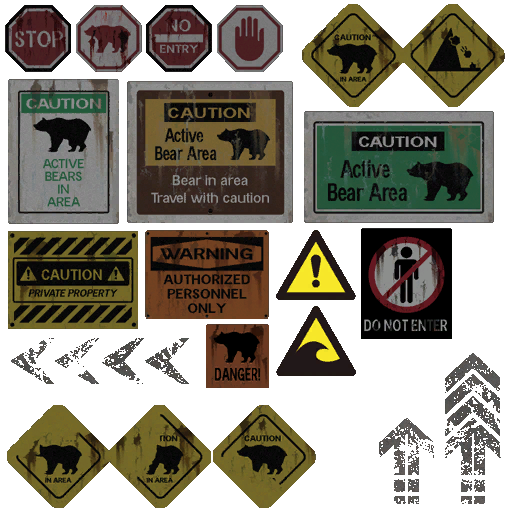 STOP
NO
ENTRY
CAUTION
IN AREA
CAUTION
ACTIVE
BEARS
IN
AREA
CAUTION
Active
Bear Area
Bear in area
Travel with caution
CAUTION
Active
Bear Area
CAUTION
PRIVATE PROPERTY
WARNING
AUTHORIZED
PERSONNEL
ONLY
DO NOT ENTER
DANGER!
IN AREA
TION
IN AREA
CAUTION